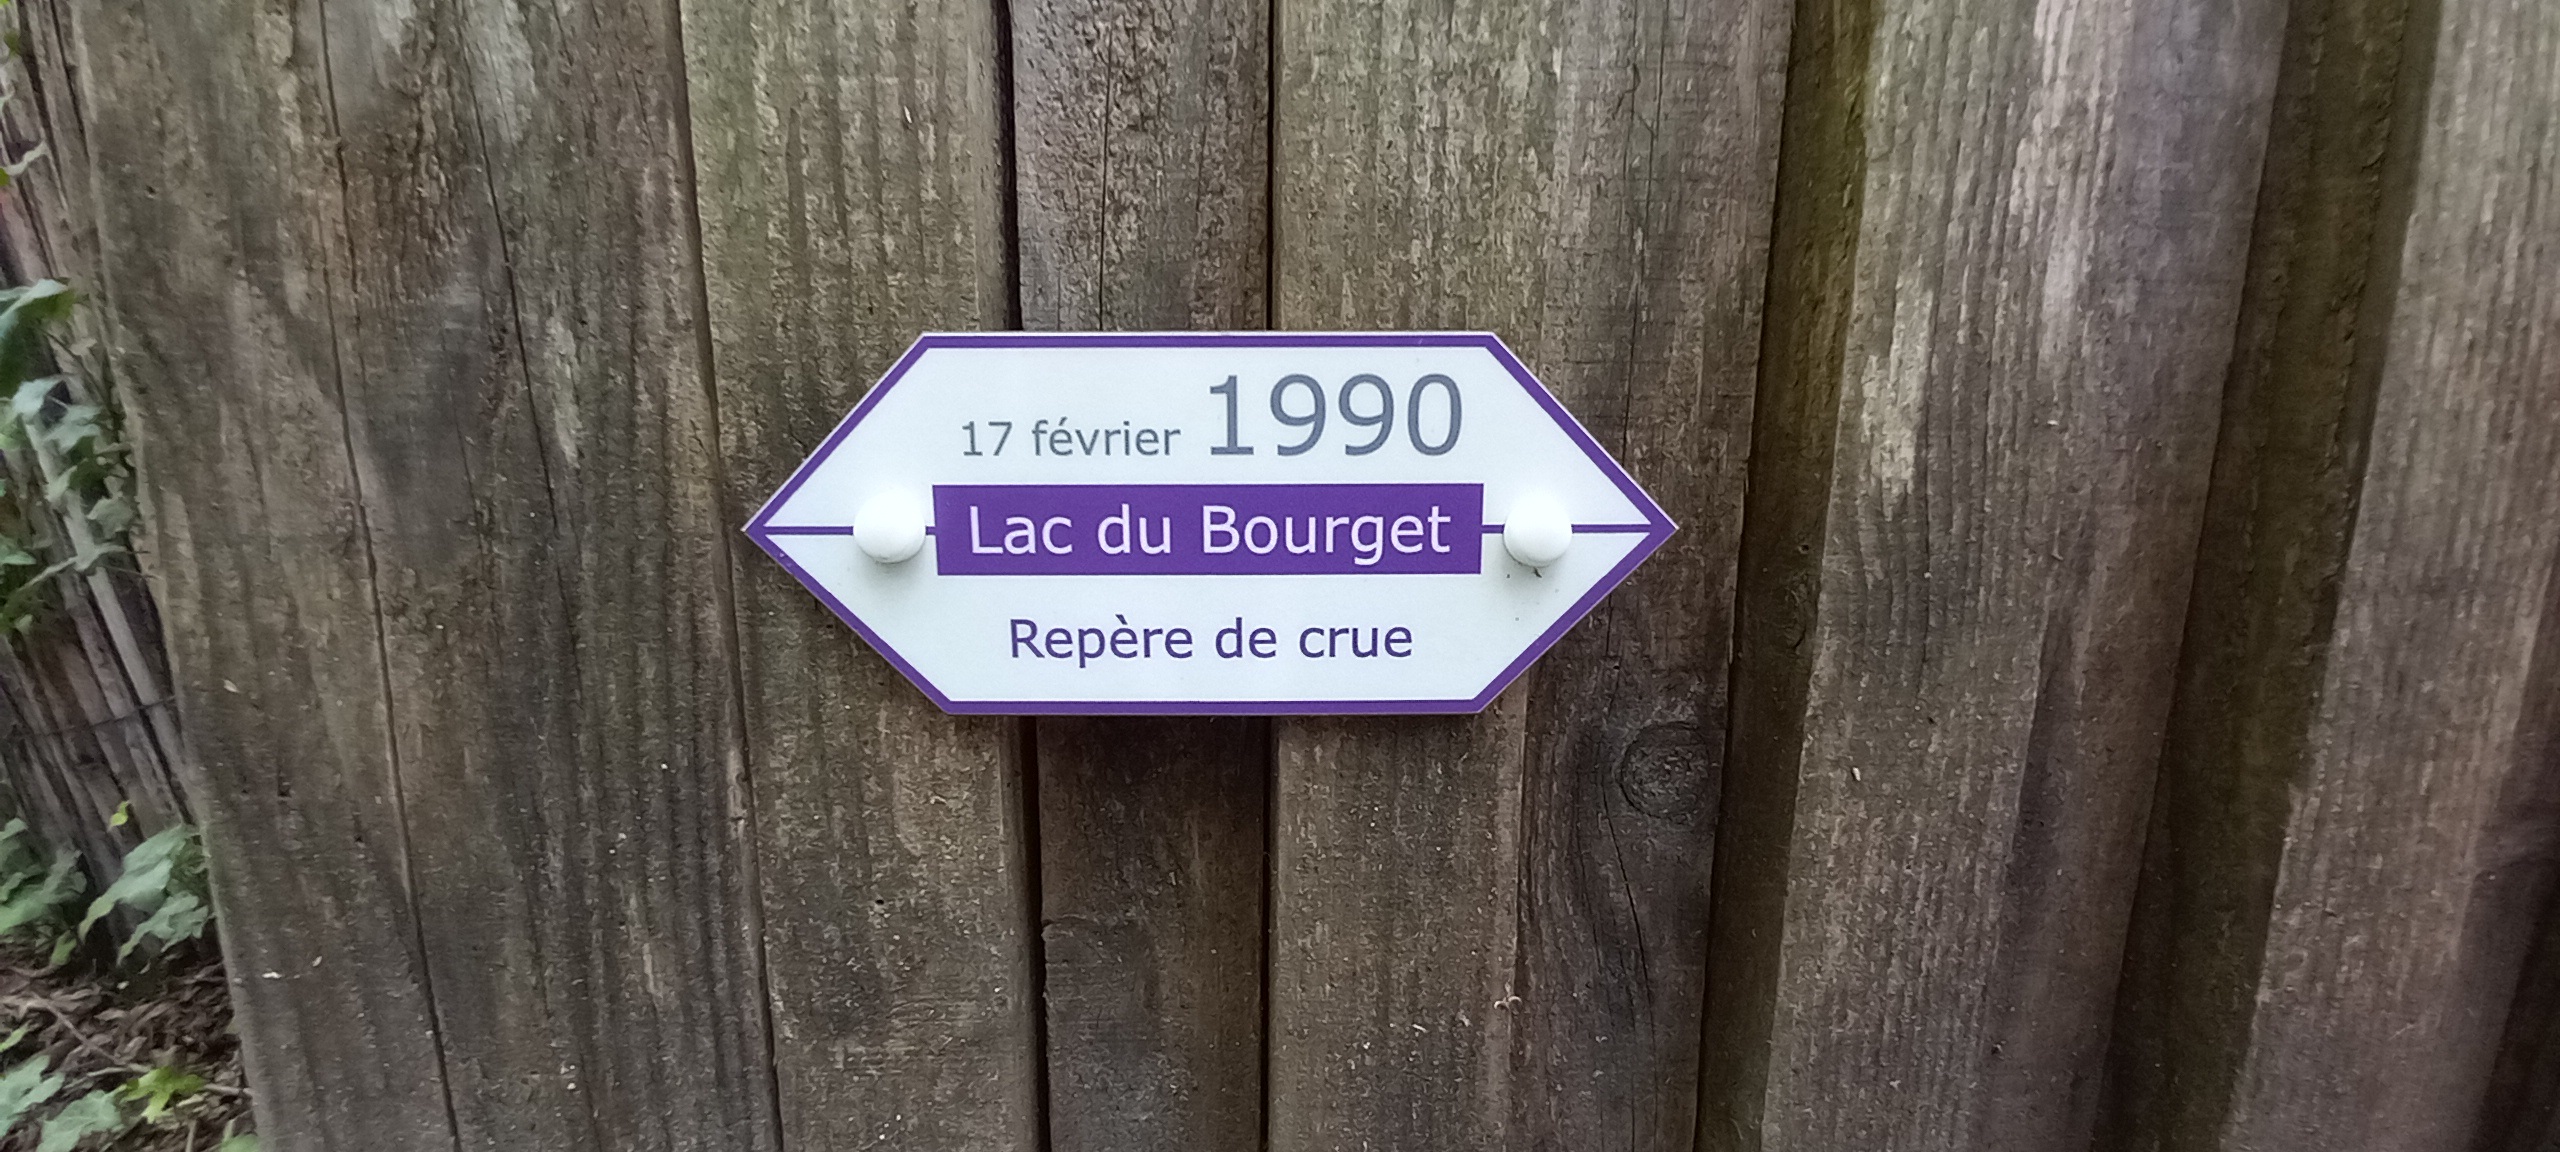 17 février 1990
Lac du Bourget
Repère de crue